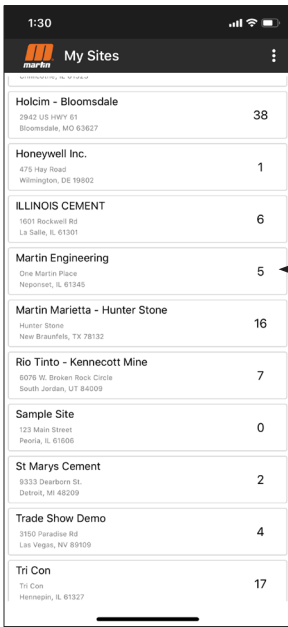 1:30
martin
My Sites
Holcim - Bloomsdale
2942 US HWY 61
Bloomsdale, MO 63627
38
Honeywell Inc.
475 Hay Road
Wilmington, DE 19802
1
ILLINOIS CEMENT
1601 Rockwell Rd
La Salle, IL 61301
6
Martin Engineering
One Martin Place
Neponset, IL 61345
5
Martin Marietta - Hunter Stone
Hunter Stone
New Braunfels, TX 78132
16
Rio Tinto - Kennecott Mine
6076 W. Broken Rock Circle
South Jordan, UT 84009
7
Sample Site
123 Main Street
Peoria, IL 61606
0
St Marys Cement
9333 Dearborn St.
Detroit, MI 48209
2
Trade Show Demo
3150 Paradise Rd
Las Vegas, NV 89109
4
Tri Con
Tri Con
Hennepin, IL 61327
17